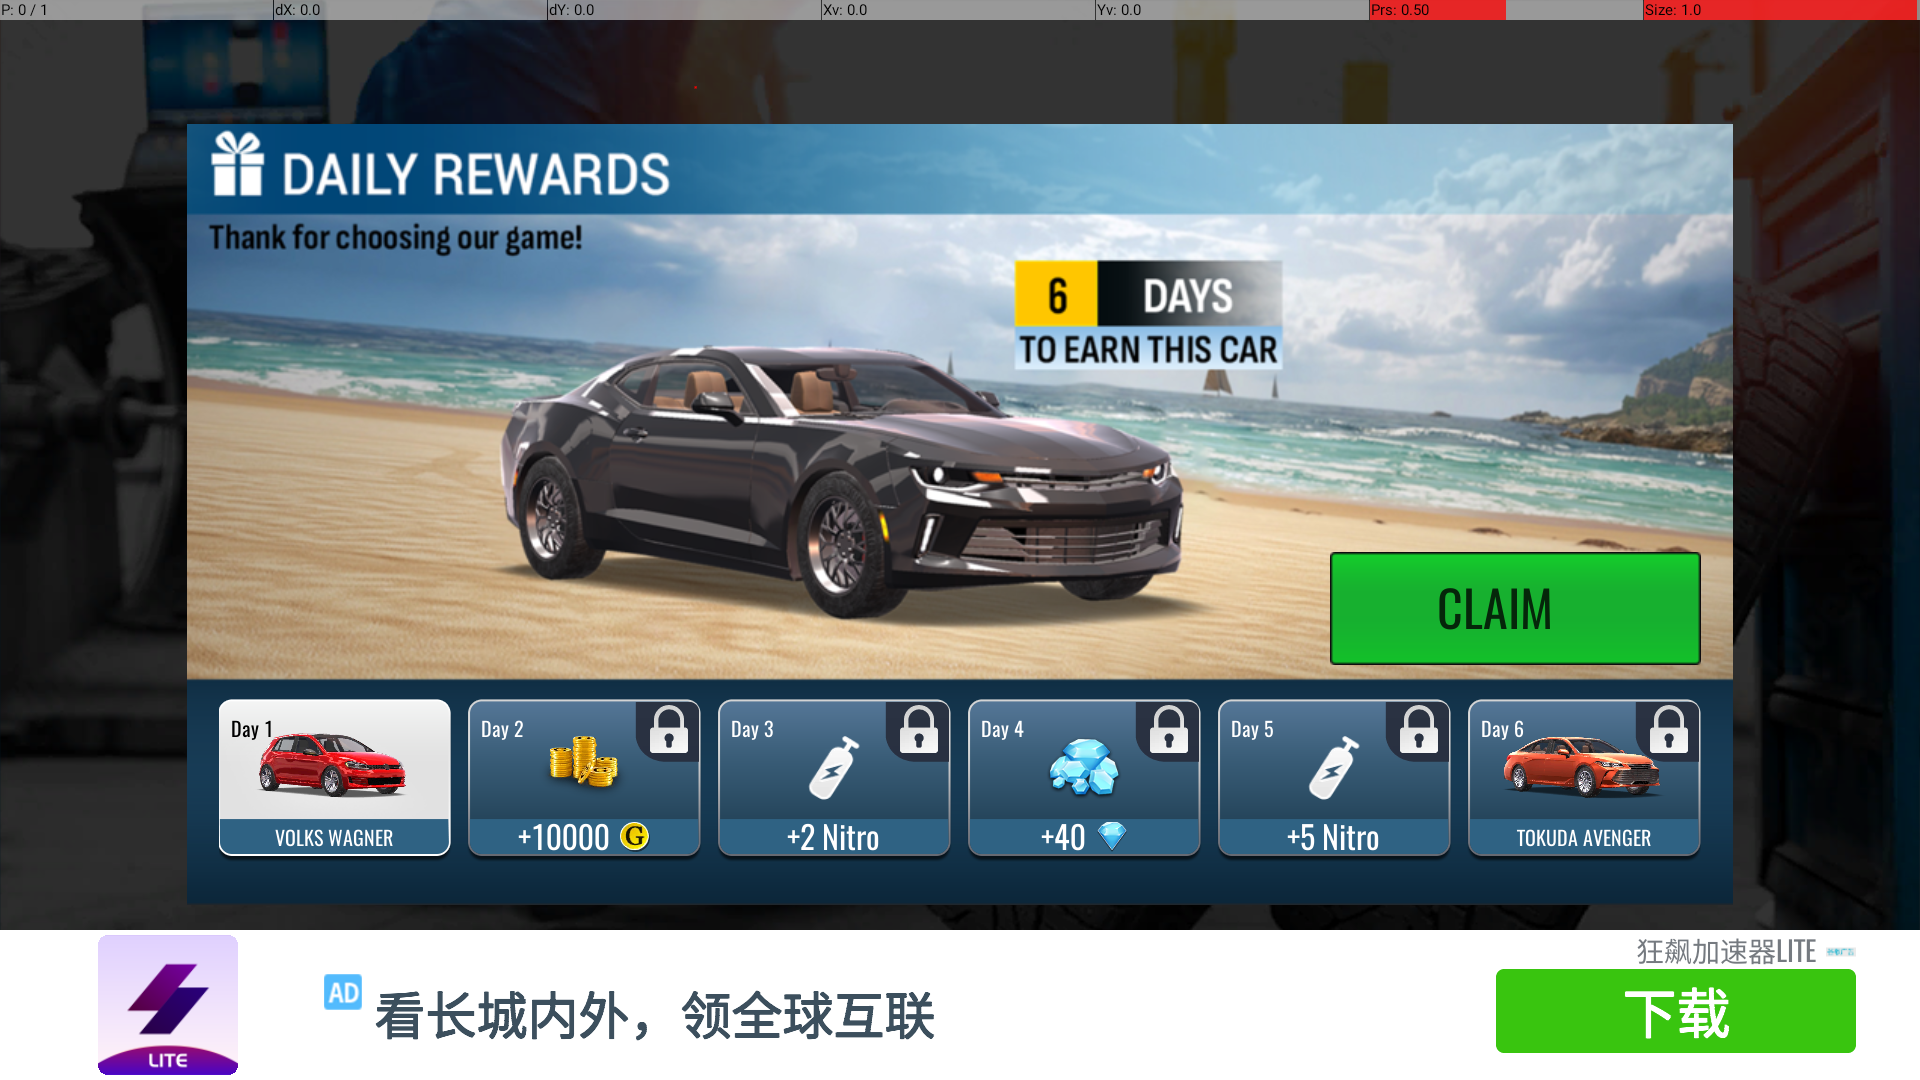 P: 0 / 1 dX: 0.0 dY: 0.0 Xv: 0.0 Yv: 0.0 Prs: 0.50 Size: 1.0
DAILY REWARDS
Thank for choosing our game!
6 DAYS
TO EARN THIS CAR
CLAIM
Day 1
VOLKS WAGNER
Day 2
+10000 G
Day 3
+2 Nitro
Day 4
+40
Day 5
+5 Nitro
Day 6
TOKUDA AVENGER
LITE
AD
看长城内外，领全球互联
狂飙加速器LITE
下载